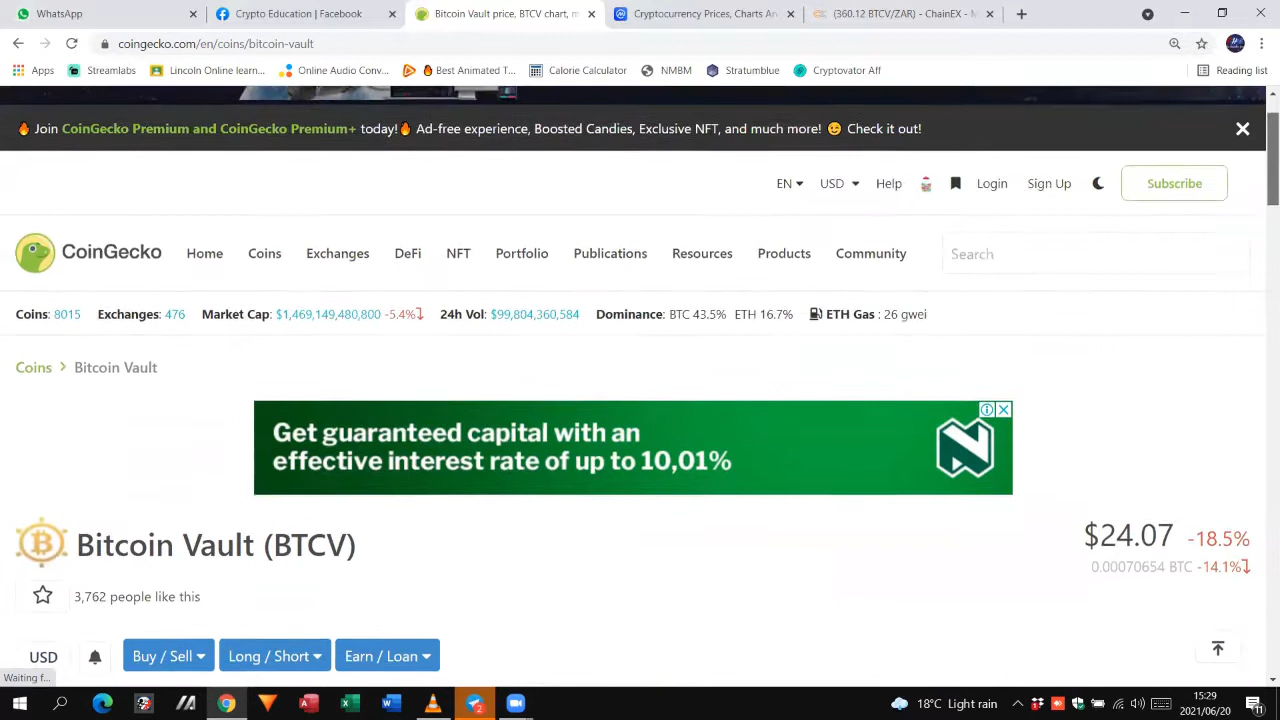 WhatsApp
Crypto Education | Facebook
Bitcoin Vault price, BTCV chart, m
Cryptocurrency Prices, Charts An
(360.12 BTCV/ZAR) - ChainEX - M
coingecko.com/en/coins/bitcoin-vault
Apps
Streamlabs
Lincoln Online learn...
Online Audio Conv...
🔥 Best Animated T...
Calorie Calculator
NMBM
Stratumblue
Cryptovator Aff
Reading list
🔥 Join CoinGecko Premium and CoinGecko Premium+ today!🔥 Ad-free experience, Boosted Candies, Exclusive NFT, and much more! 😉 Check it out!
EN USD Help Login Sign Up Subscribe
CoinGecko Home Coins Exchanges DeFi NFT Portfolio Publications Resources Products Community Search
Coins: 8015 Exchanges: 476 Market Cap: $1,469,149,480,800 -5.4% 24h Vol: $99,804,360,584 Dominance: BTC 43.5% ETH 16.7% ETH Gas : 26 gwei
Coins > Bitcoin Vault
Get guaranteed capital with an
effective interest rate of up to 10,01%
Bitcoin Vault (BTCV)
$24.07 -18.5%
0.00070654 BTC -14.1%
3,762 people like this
USD Buy / Sell Long / Short Earn / Loan
Waiting f...
18°C Light rain
15:29
2021/06/20
2
11